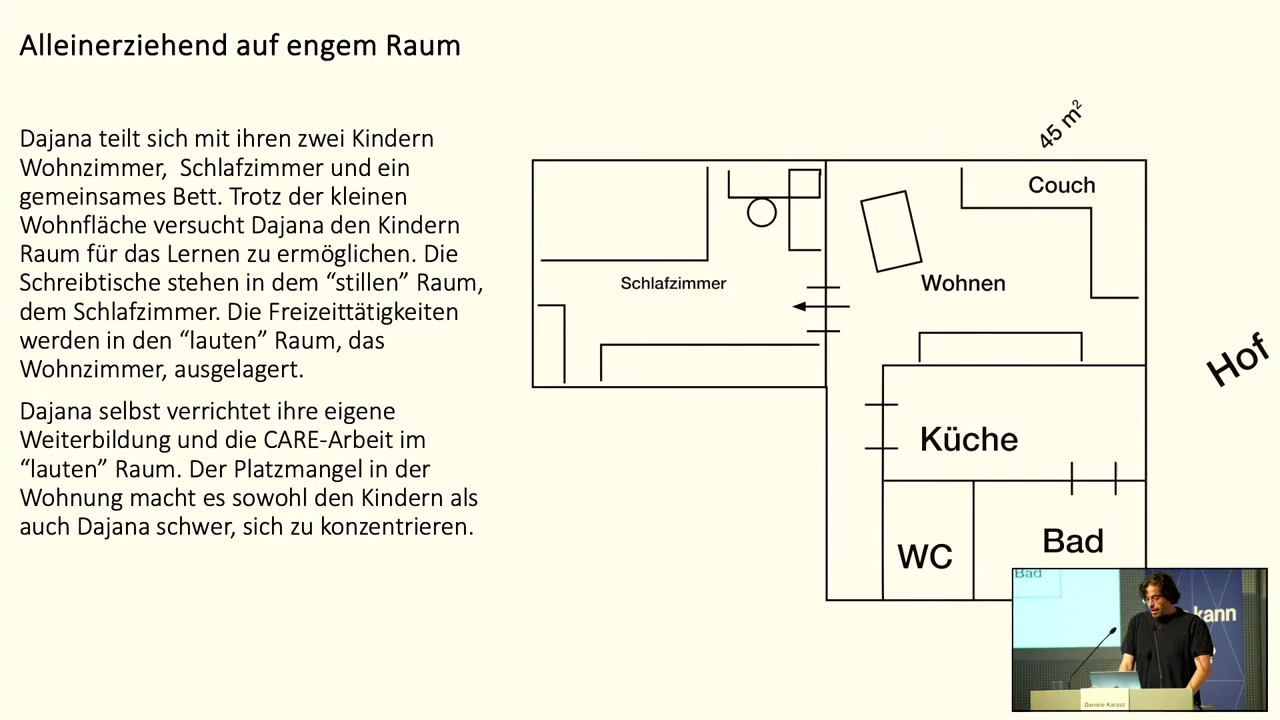 Alleinerziehend auf engem Raum
Dajana teilt sich mit ihren zwei Kindern
Wohnzimmer, Schlafzimmer und ein
gemeinsames Bett. Trotz der kleinen
Wohnfläche versucht Dajana den Kindern
Raum für das Lernen zu ermöglichen. Die
Schreibtische stehen in dem “stillen” Raum,
dem Schlafzimmer. Die Freizeittätigkeiten
werden in den “lauten” Raum, das
Wohnzimmer, ausgelagert.
Dajana selbst verrichtet ihre eigene
Weiterbildung und die CARE-Arbeit im
“lauten” Raum. Der Platzmangel in der
Wohnung macht es sowohl den Kindern als
auch Dajana schwer, sich zu konzentrieren.
45 m²
Couch
Schlafzimmer
Wohnen
Hof
Küche
WC
Bad
Bad
kann
Daniele Karasz